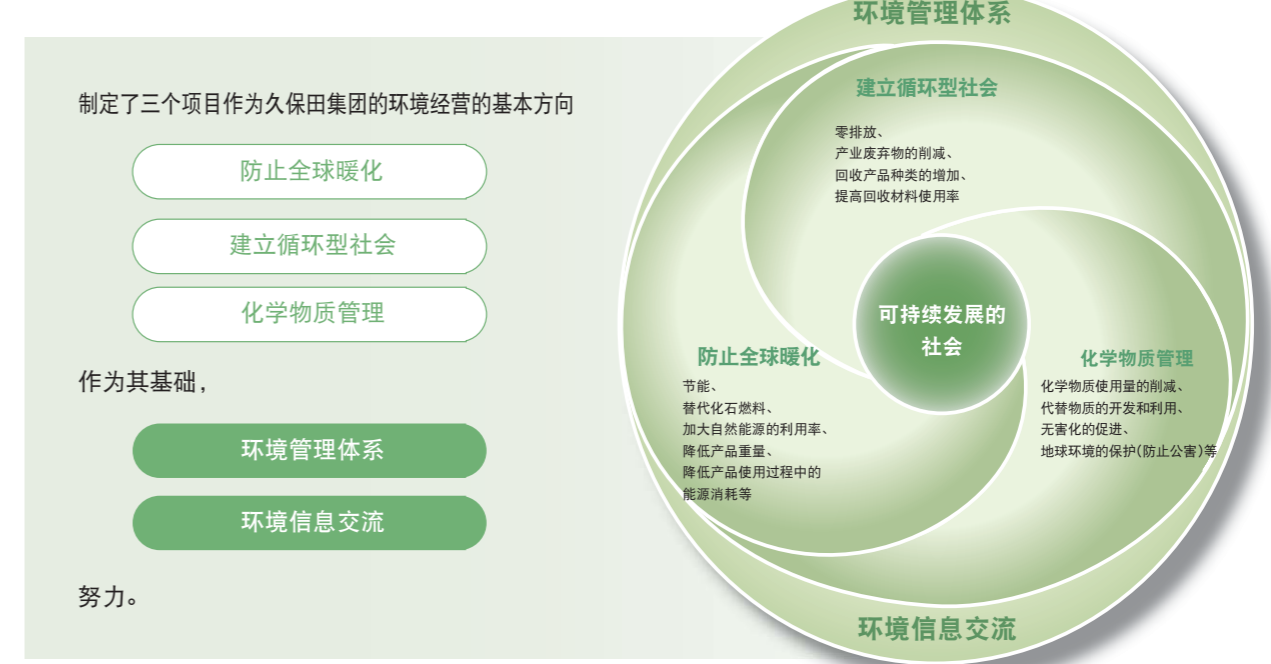 制定了三个项目作为久保田集团的环境经营的基本方向
防止全球暖化
建立循环型社会
化学物质管理
作为其基础，
环境管理体系
环境信息交流
努力。
环境管理体系
建立循环型社会
零排放、
产业废弃物的削减、
回收产品种类的增加、
提高回收材料使用率
可持续发展的
社会
防止全球暖化
节能、
替代化石燃料、
加大自然能源的利用率、
降低产品重量、
降低产品使用过程中的
能源消耗等
化学物质管理
化学物质使用量的削减、
代替物质的开发和利用、
无害化的促进、
地球环境的保护(防止公害)等
环境信息交流